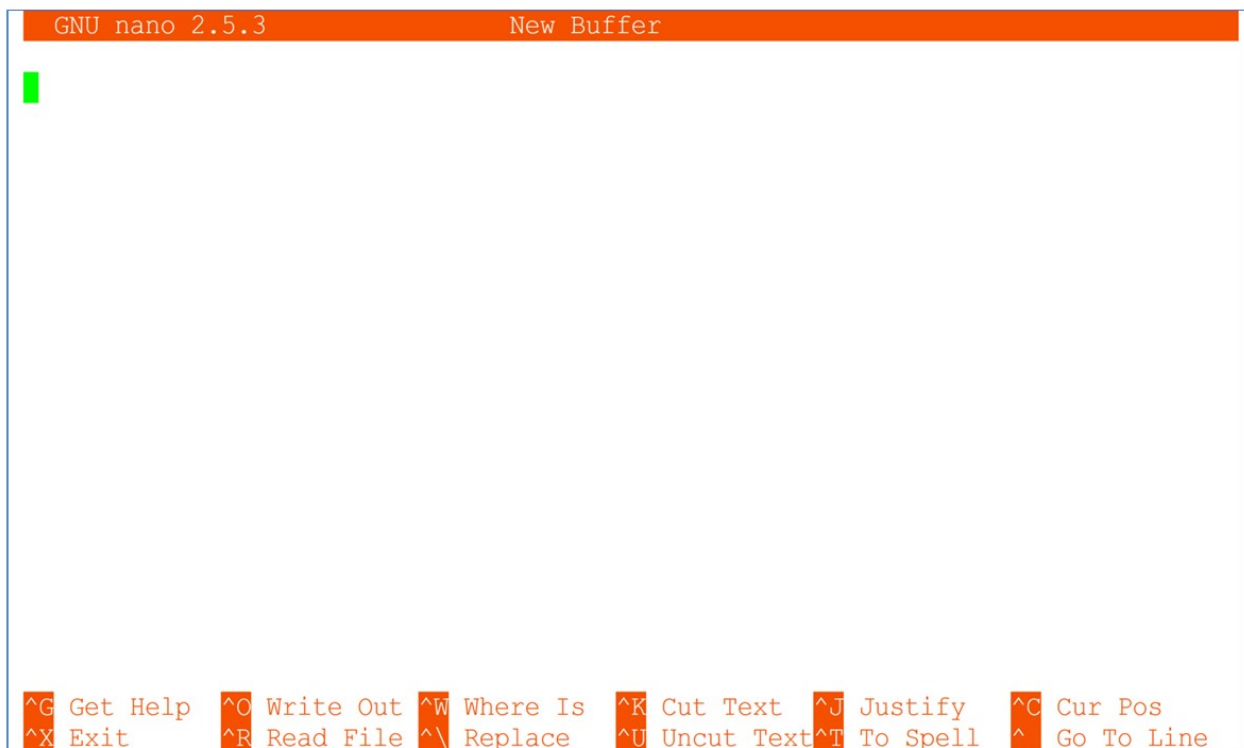 GNU nano 2.5.3 New Buffer
^G Get Help ^O Write Out ^W Where Is ^K Cut Text ^J Justify ^C Cur Pos
^X Exit ^R Read File ^\ Replace ^U Uncut Text ^T To Spell ^ Go To Line